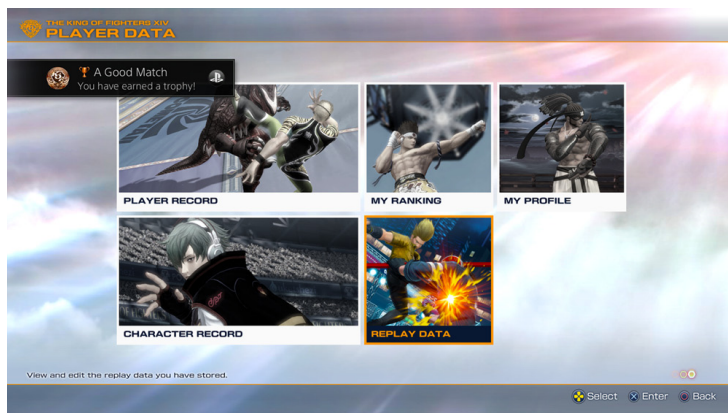 THE KING OF FIGHTERS XIV
PLAYER DATA
A Good Match
You have earned a trophy!
PLAYER RECORD
MY RANKING
MY PROFILE
CHARACTER RECORD
REPLAY DATA
View and edit the replay data you have stored.
Select Enter Back